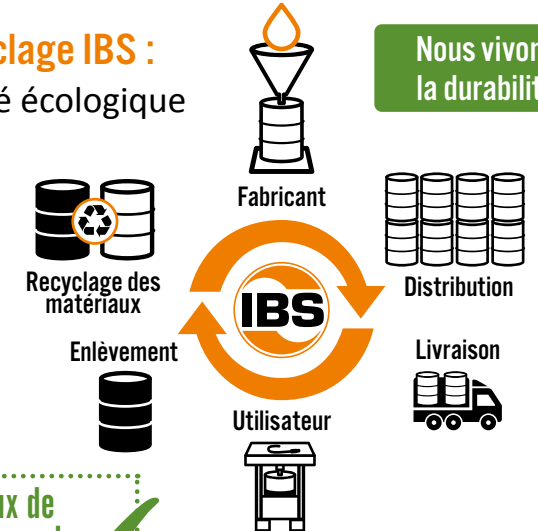 clage IBS :
é écologique
Nous vivon
la durabilit
Fabricant
Recyclage des
matériaux
Distribution
IBS
Enlèvement
Livraison
Utilisateur
ux de